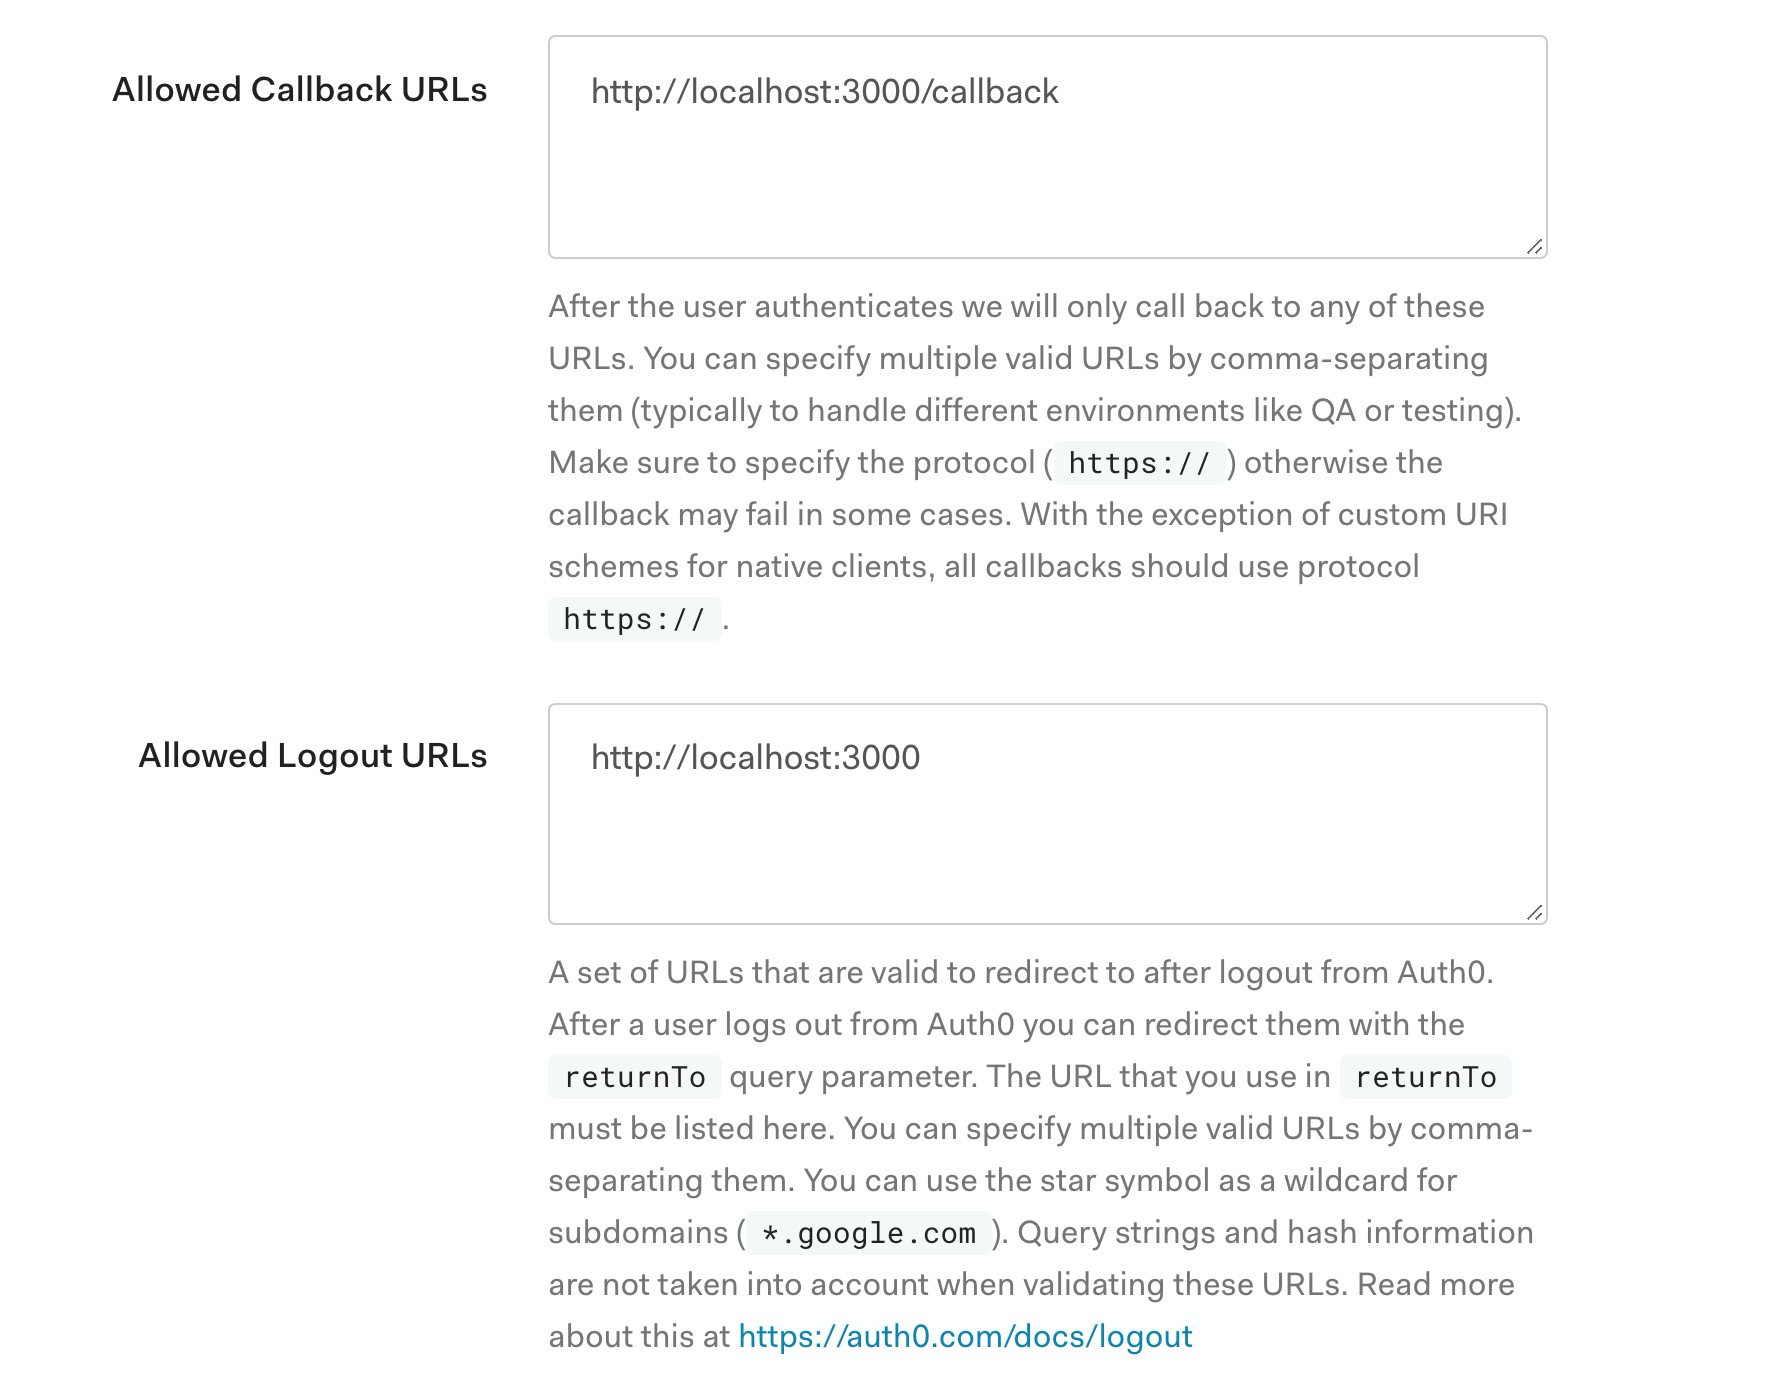 Allowed Callback URLs
http://localhost:3000/callback
After the user authenticates we will only call back to any of these
URLs. You can specify multiple valid URLs by comma-separating
them (typically to handle different environments like QA or testing).
Make sure to specify the protocol ( https:// ) otherwise the
callback may fail in some cases. With the exception of custom URI
schemes for native clients, all callbacks should use protocol
https:// .
Allowed Logout URLs
http://localhost:3000
A set of URLs that are valid to redirect to after logout from Auth0.
After a user logs out from Auth0 you can redirect them with the
returnTo query parameter. The URL that you use in returnTo
must be listed here. You can specify multiple valid URLs by comma-
separating them. You can use the star symbol as a wildcard for
subdomains ( *.google.com ). Query strings and hash information
are not taken into account when validating these URLs. Read more
about this at https://auth0.com/docs/logout